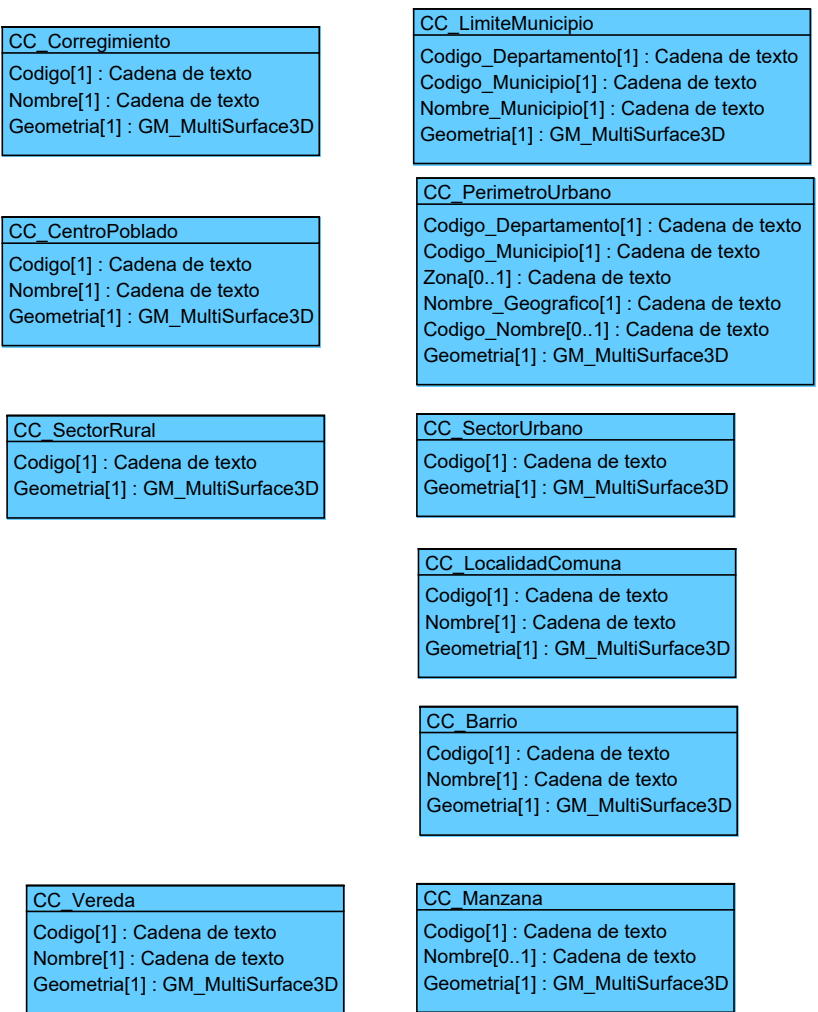 CC_Corregimiento
Codigo[1] : Cadena de texto
Nombre[1] : Cadena de texto
Geometria[1] : GM_MultiSurface3D
CC_LimiteMunicipio
Codigo_Departamento[1] : Cadena de texto
Codigo_Municipio[1] : Cadena de texto
Nombre_Municipio[1] : Cadena de texto
Geometria[1] : GM_MultiSurface3D
CC_CentroPoblado
Codigo[1] : Cadena de texto
Nombre[1] : Cadena de texto
Geometria[1] : GM_MultiSurface3D
CC_PerimetroUrbano
Codigo_Departamento[1] : Cadena de texto
Codigo_Municipio[1] : Cadena de texto
Zona[0..1] : Cadena de texto
Nombre_Geografico[1] : Cadena de texto
Codigo_Nombre[0..1] : Cadena de texto
Geometria[1] : GM_MultiSurface3D
CC_SectorRural
Codigo[1] : Cadena de texto
Geometria[1] : GM_MultiSurface3D
CC_SectorUrbano
Codigo[1] : Cadena de texto
Geometria[1] : GM_MultiSurface3D
CC_LocalidadComuna
Codigo[1] : Cadena de texto
Nombre[1] : Cadena de texto
Geometria[1] : GM_MultiSurface3D
CC_Barrio
Codigo[1] : Cadena de texto
Nombre[1] : Cadena de texto
Geometria[1] : GM_MultiSurface3D
CC_Vereda
Codigo[1] : Cadena de texto
Nombre[1] : Cadena de texto
Geometria[1] : GM_MultiSurface3D
CC_Manzana
Codigo[1] : Cadena de texto
Nombre[0..1] : Cadena de texto
Geometria[1] : GM_MultiSurface3D